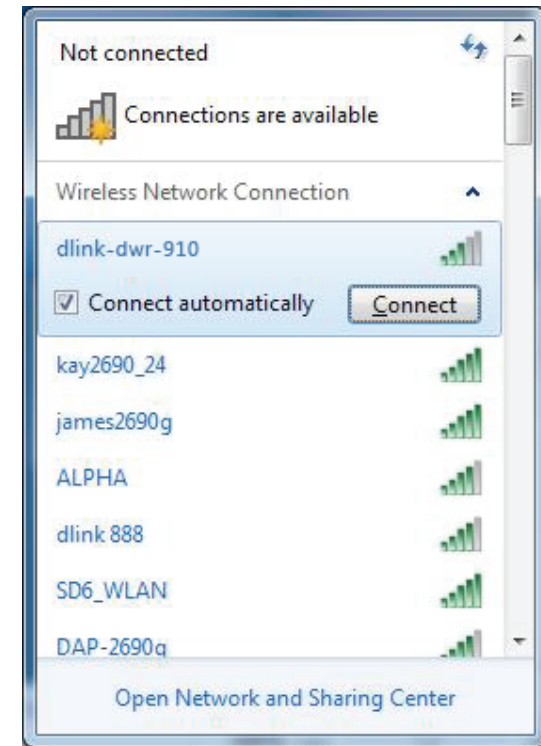 Not connected
Connections are available
Wireless Network Connection
dlink-dwr-910
Connect automatically Connect
kay2690_24
james2690g
ALPHA
dlink 888
SD6_WLAN
DAP-2690g
Open Network and Sharing Center